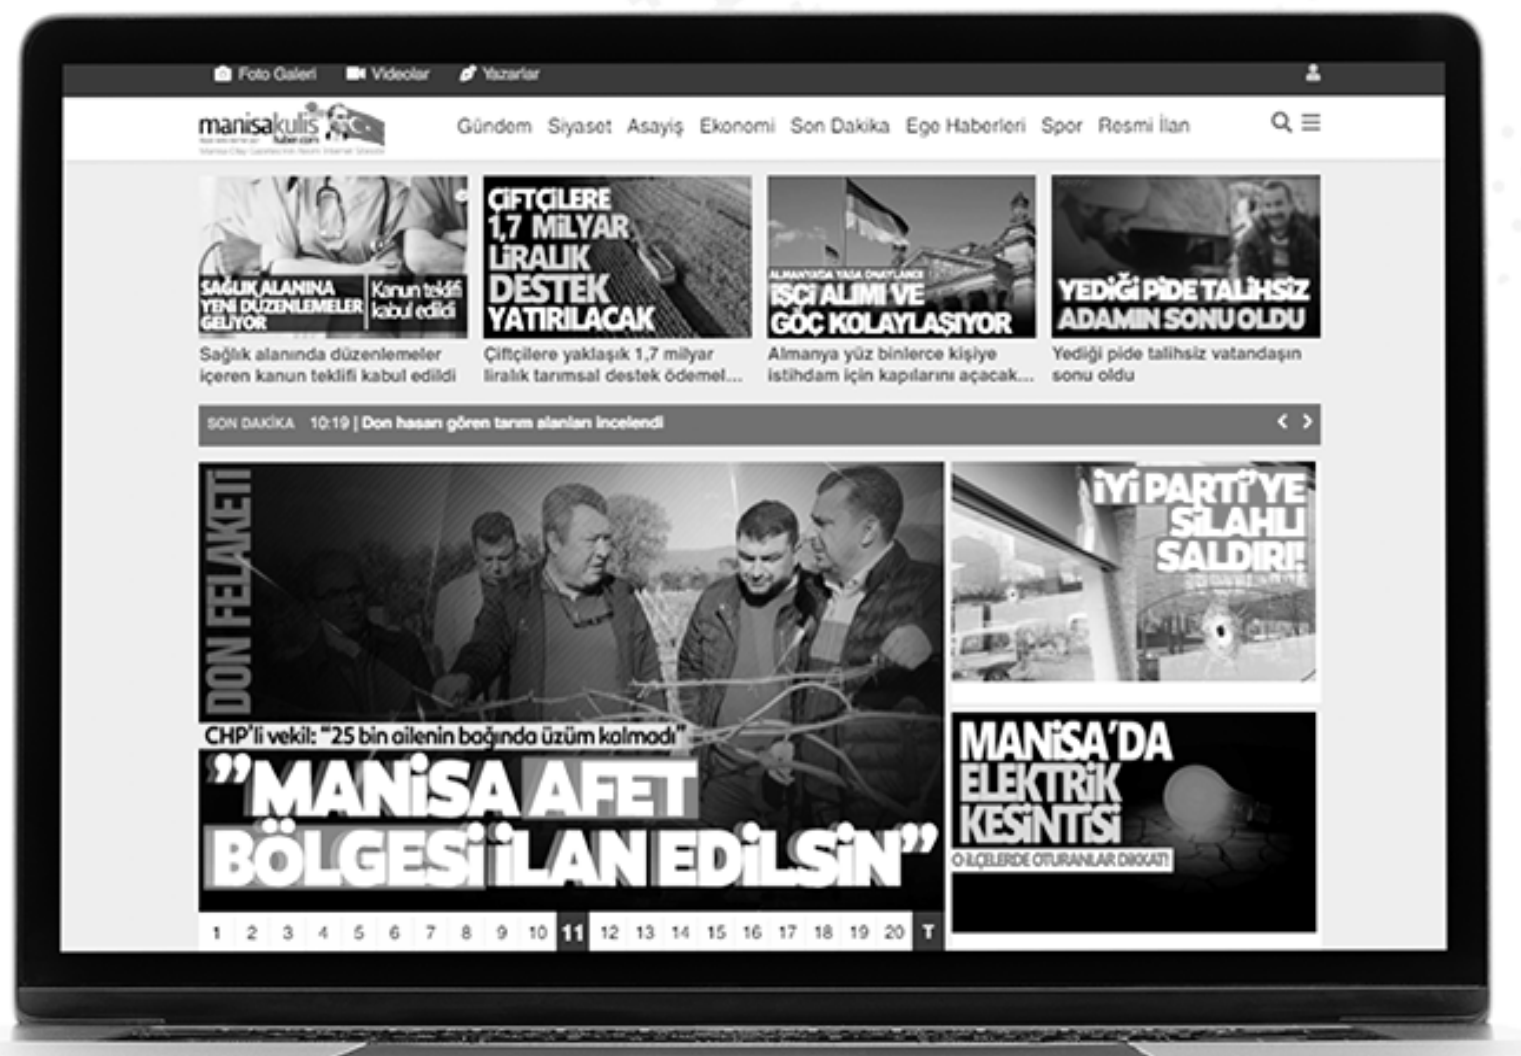 Foto Galeri Videolar Yazarlar
manisakulis
haber.com
Gündem Siyaset Asayiş Ekonomi Son Dakika Ege Haberleri Spor Resmi İlan
SAĞLIK ALANINA
YENİ DÜZENLEMELER
GELİYOR
Kanun teklifi
kabul edildi
Sağlık alanında düzenlemeler
içeren kanun teklifi kabul edildi
ÇİFTÇİLERE
1,7 MİLYAR
LİRALIK
DESTEK
YATIRILACAK
Çiftçilere yaklaşık 1,7 milyar
liralık tarımsal destek ödemel...
ALMANYA'DA YASA ONAYLANDI
İŞÇİ ALIMI VE
GÖÇ KOLAYLAŞIYOR
Almanya yüz binlerce kişiye
istihdam için kapılarını açacak...
YEDİĞİ PİDE TALİHSİZ
ADAMIN SONU OLDU
Yediği pide talihsiz vatandaşın
sonu oldu
SON DAKİKA 10:19 | Don hasarı gören tarım alanları incelendi
DON FELAKETİ
CHP'li vekil: "25 bin ailenin bağında üzüm kalmadı"
"MANİSA AFET
BÖLGESİ İLAN EDİLSİN"
1 2 3 4 5 6 7 8 9 10 11 12 13 14 15 16 17 18 19 20 T
İYİ PARTİ'YE
SİLAHLI
SALDIRI!
MANİSA'DA
ELEKTRİK
KESİNTİSİ
O İLÇELERDE OTURANLAR DİKKAT!